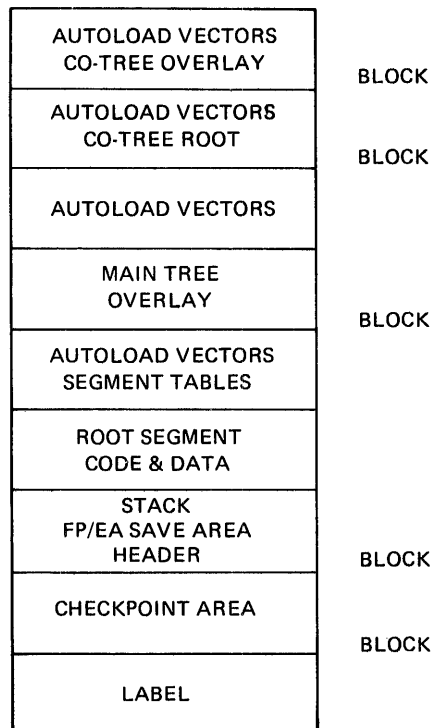 AUTOLOAD VECTORS
CO-TREE OVERLAY
BLOCK
AUTOLOAD VECTORS
CO-TREE ROOT
BLOCK
AUTOLOAD VECTORS
MAIN TREE
OVERLAY
BLOCK
AUTOLOAD VECTORS
SEGMENT TABLES
ROOT SEGMENT
CODE & DATA
STACK
FP/EA SAVE AREA
HEADER
BLOCK
CHECKPOINT AREA
BLOCK
LABEL